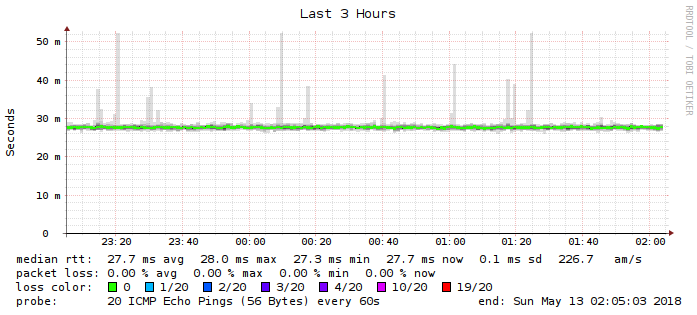 Last 3 Hours
RRDTOOL / TOBI OETIKER
Seconds
50 m
40 m
30 m
20 m
10 m
0
23:20 23:40 00:00 00:20 00:40 01:00 01:20 01:40 02:00
median rtt: 27.7 ms avg 28.0 ms max 27.3 ms min 27.7 ms now 0.1 ms sd 226.7 am/s
packet loss: 0.00 % avg 0.00 % max 0.00 % min 0.00 % now
loss color: 0 1/20 2/20 3/20 4/20 10/20 19/20
probe: 20 ICMP Echo Pings (56 Bytes) every 60s end: Sun May 13 02:05:03 2018